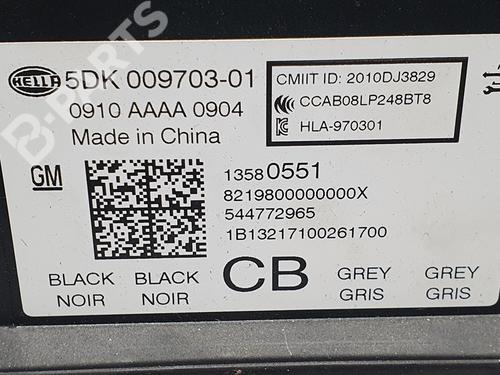 HELLA 5DK 009703-01
0910 AAAA 0904
Made in China
CMIIT ID: 2010DJ3829
CCAB08LP248BT8
HLA-970301
GM
13580551
8219800000000X
544772965
1B13217100261700
BLACK BLACK CB GREY GREY
NOIR NOIR GRIS GRIS
B-PARTS